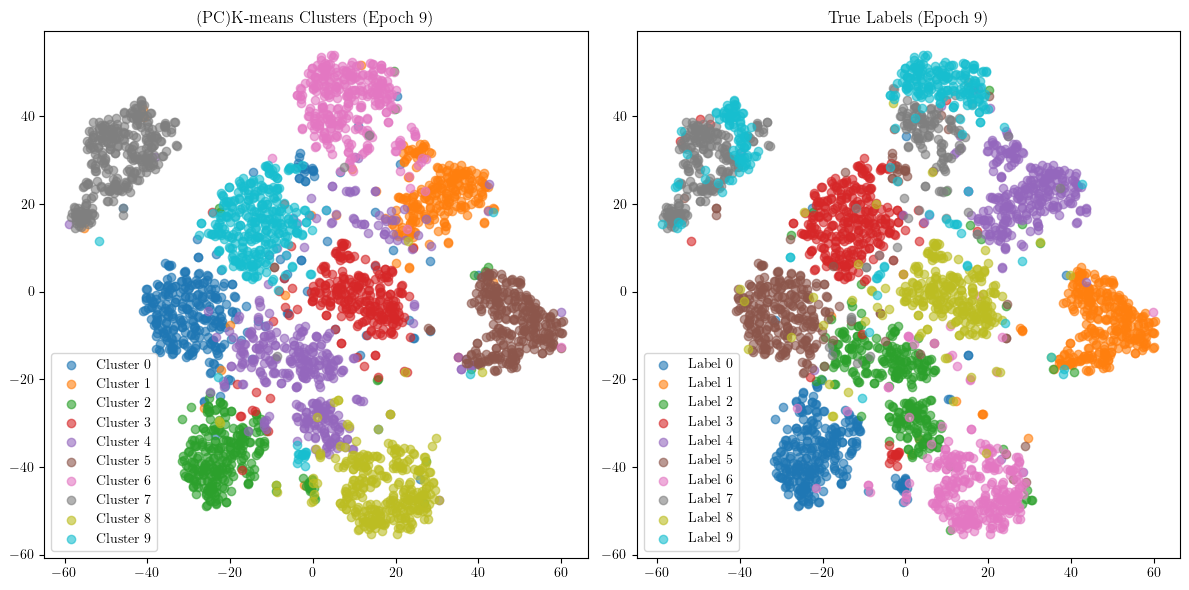 (PC)K-means Clusters (Epoch 9)
40
20
0
−20
−40
−60
−60
−40
−20
0
20
40
60
Cluster 0
Cluster 1
Cluster 2
Cluster 3
Cluster 4
Cluster 5
Cluster 6
Cluster 7
Cluster 8
Cluster 9
True Labels (Epoch 9)
40
20
0
−20
−40
−60
−60
−40
−20
0
20
40
60
Label 0
Label 1
Label 2
Label 3
Label 4
Label 5
Label 6
Label 7
Label 8
Label 9